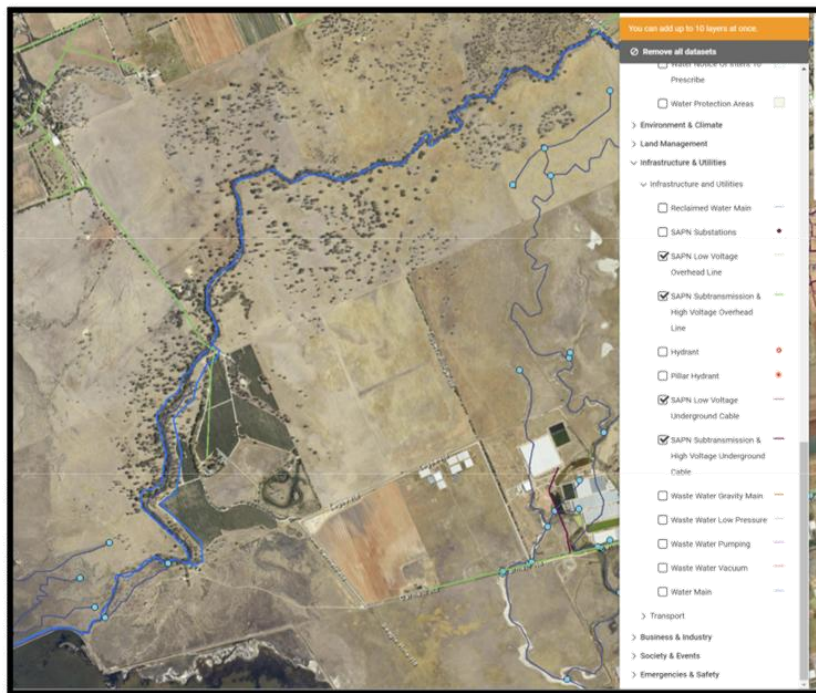 You can add up to 10 layers at once.
Remove all datasets
Water Notice Of Intent To
Prescribe
Water Protection Areas
Environment & Climate
Land Management
Infrastructure & Utilities
Infrastructure and Utilities
Reclaimed Water Main
SAPN Substations
SAPN Low Voltage
Overhead Line
SAPN Subtransmission &
High Voltage Overhead
Line
Hydrant
Pillar Hydrant
SAPN Low Voltage
Underground Cable
SAPN Subtransmission &
High Voltage Underground
Cable
Waste Water Gravity Main
Waste Water Low Pressure
Waste Water Pumping
Waste Water Vacuum
Water Main
Transport
Business & Industry
Society & Events
Emergencies & Safety